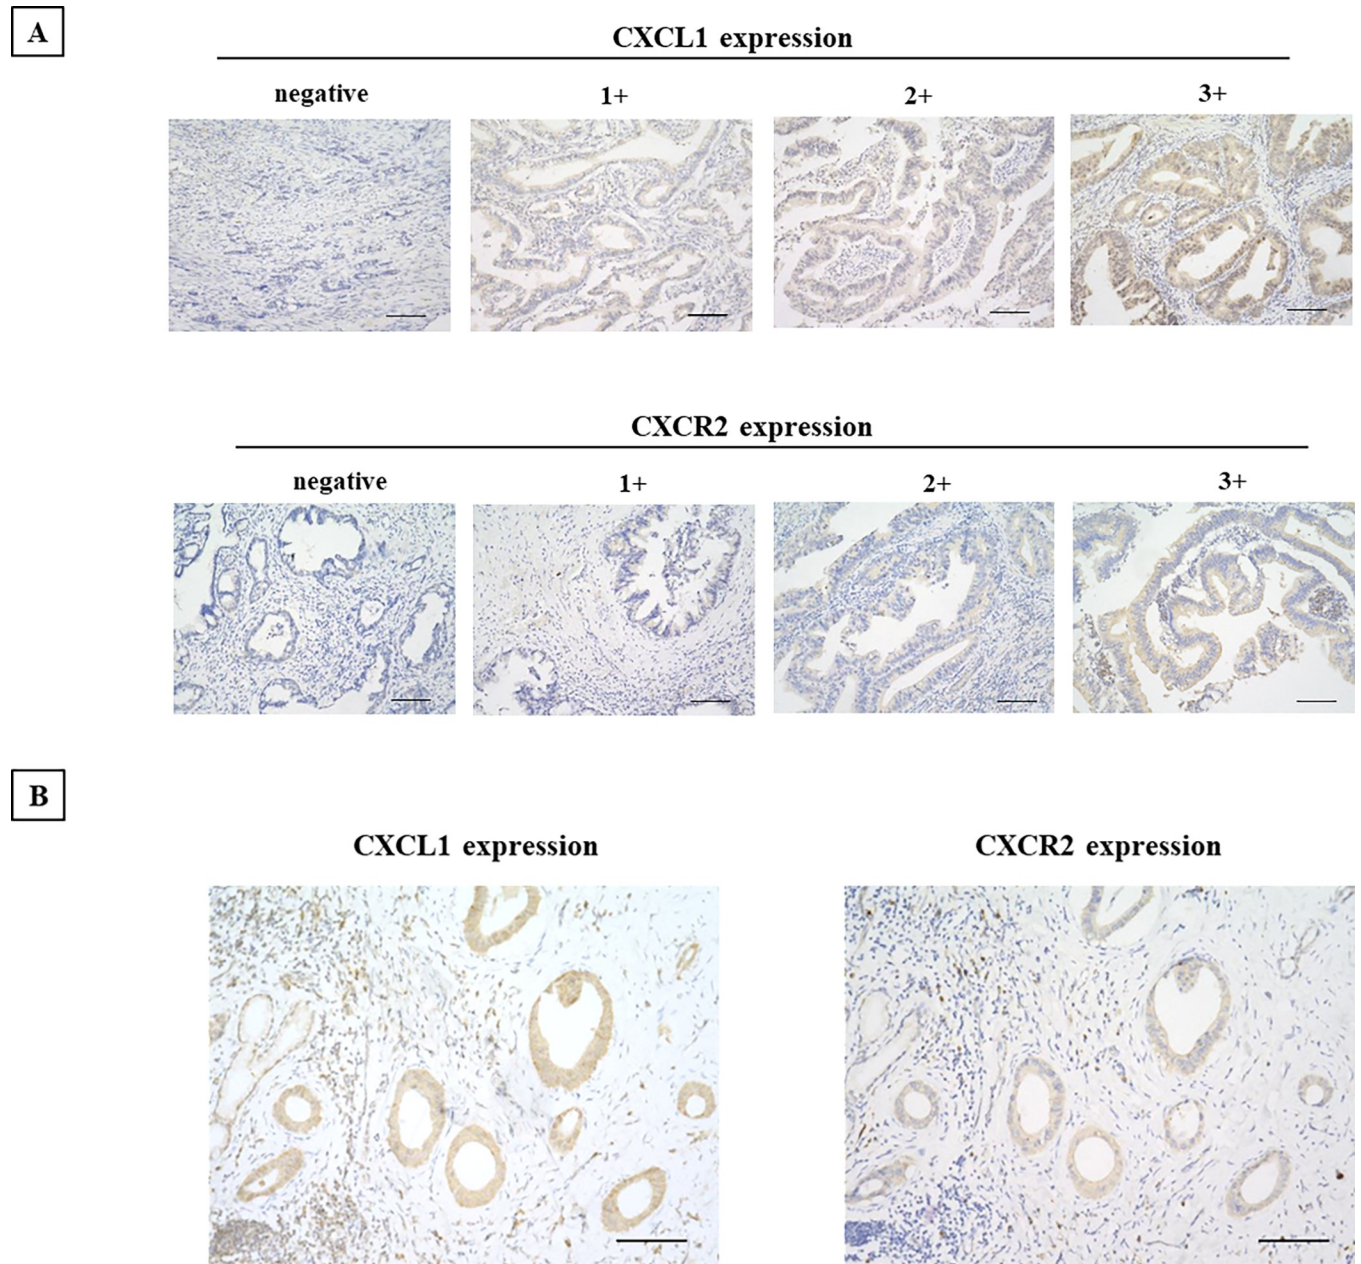 A
CXCL1 expression
negative 1+ 2+ 3+
CXCR2 expression
negative 1+ 2+ 3+
B
CXCL1 expression CXCR2 expression